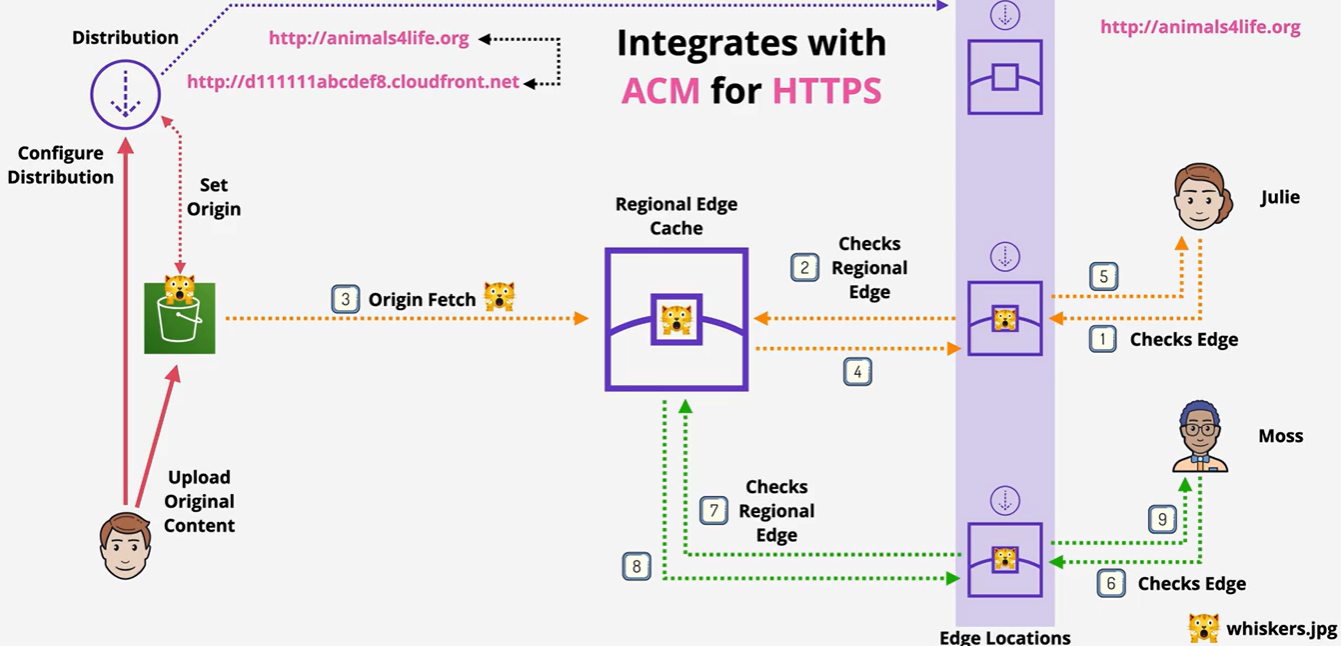 Distribution
http://animals4life.org
http://d111111abcdef8.cloudfront.net
Integrates with
ACM for HTTPS
http://animals4life.org
Configure
Distribution
Set
Origin
Regional Edge
Cache
Julie
2
Checks
Regional
Edge
5
3
Origin Fetch
1
Checks Edge
4
Moss
Upload
Original
Content
7
Checks
Regional
Edge
9
8
6
Checks Edge
whiskers.jpg
Edge Locations